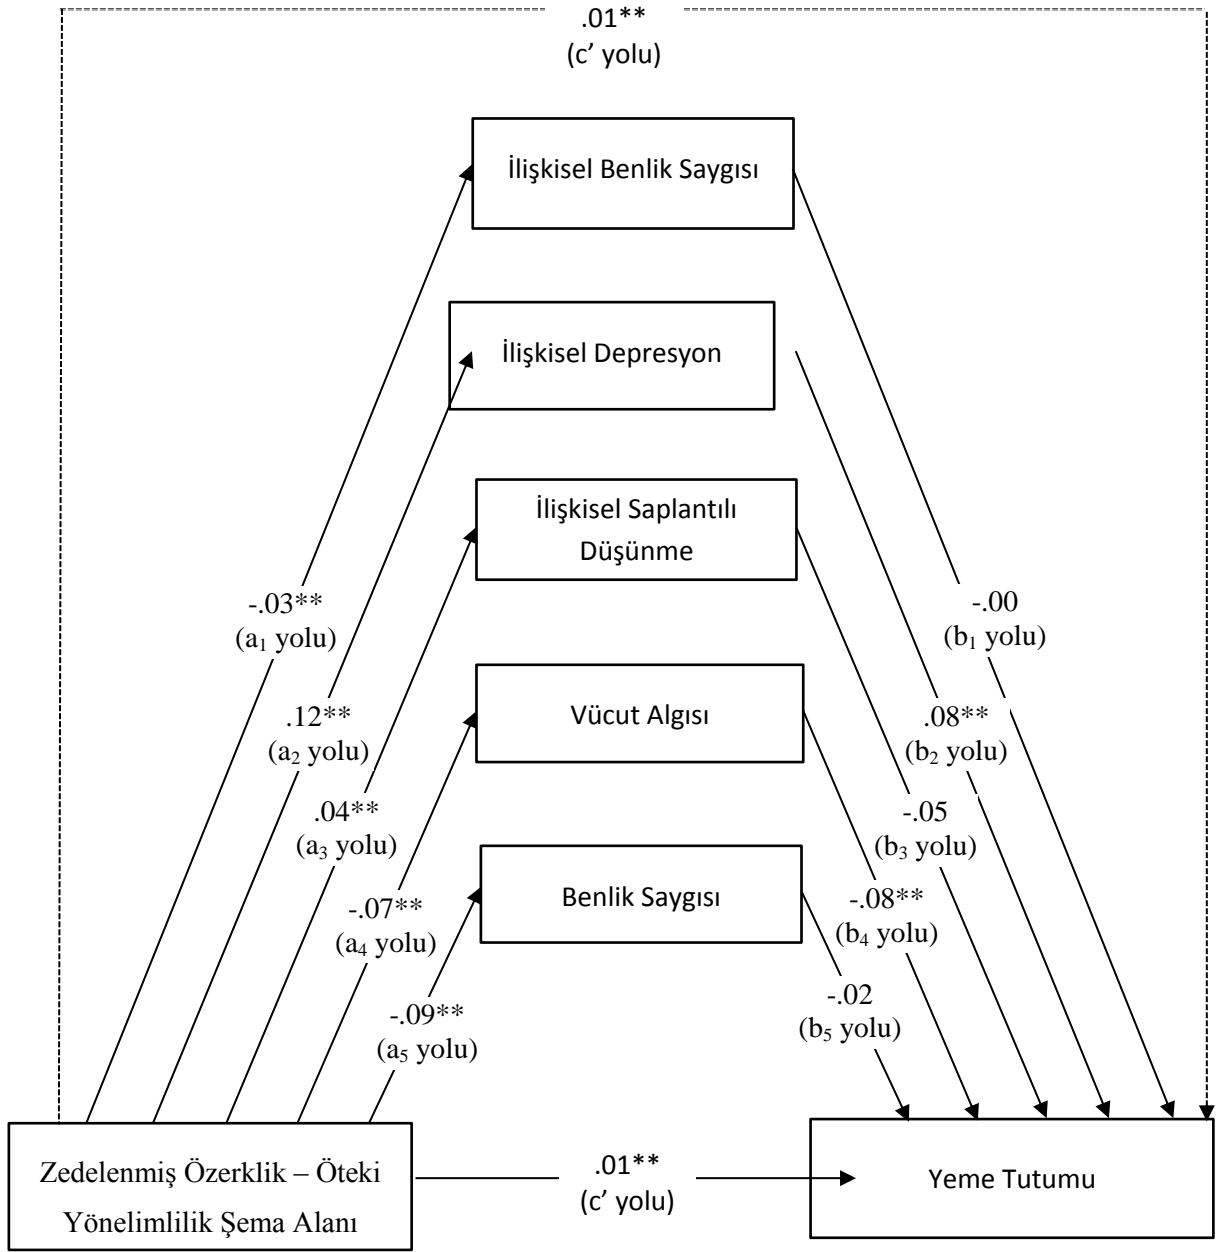 .01**
(c’ yolu)
İlişkisel Benlik Saygısı
İlişkisel Depresyon
İlişkisel Saplantılı
Düşünme
-.03**
(a₁ yolu)
-.00
(b₁ yolu)
Vücut Algısı
.12**
(a₂ yolu)
.08**
(b₂ yolu)
.04**
(a₃ yolu)
-.05
(b₃ yolu)
Benlik Saygısı
-.07**
(a₄ yolu)
-.08**
(b₄ yolu)
-.09**
(a₅ yolu)
-.02
(b₅ yolu)
Zedelenmiş Özerklik – Öteki
Yönelimlilik Şema Alanı
.01**
(c’ yolu)
Yeme Tutumu